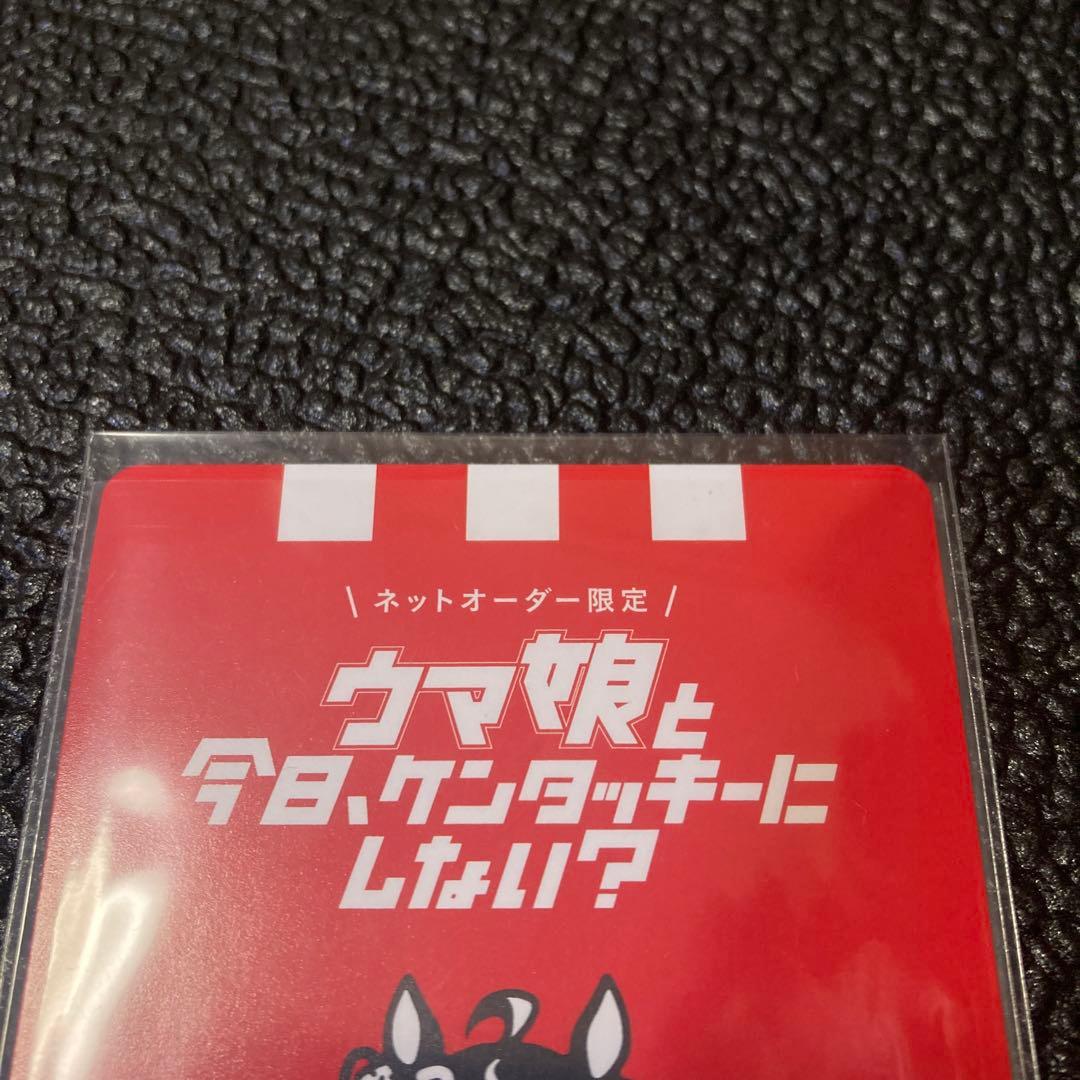 \ ネットオーダー限定 /
ウマ娘と
今日、ケンタッキーに
しない?